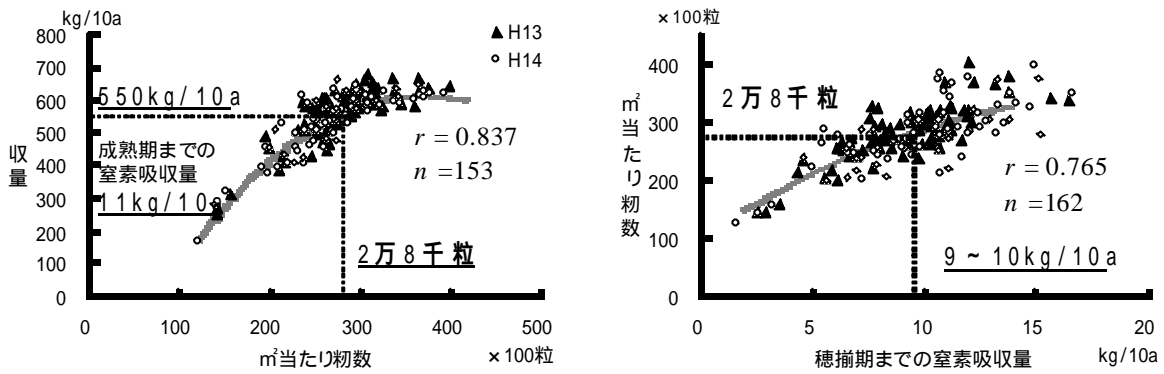 kg/10a
800
700
600
500
400
300
200
100
0
収量
▲H13
○H14
550kg/10a
成熟期までの
窒素吸収量
11kg/10
r = 0.837
n =153
2万8千粒
0 100 200 300 400 500
㎡当たり籾数 ×100粒
×100粒
400
300
200
100
0
㎡当たり籾数
2万8千粒
r = 0.765
n =162
9～10kg/10a
0 5 10 15 20
穂揃期までの窒素吸収量 kg/10a